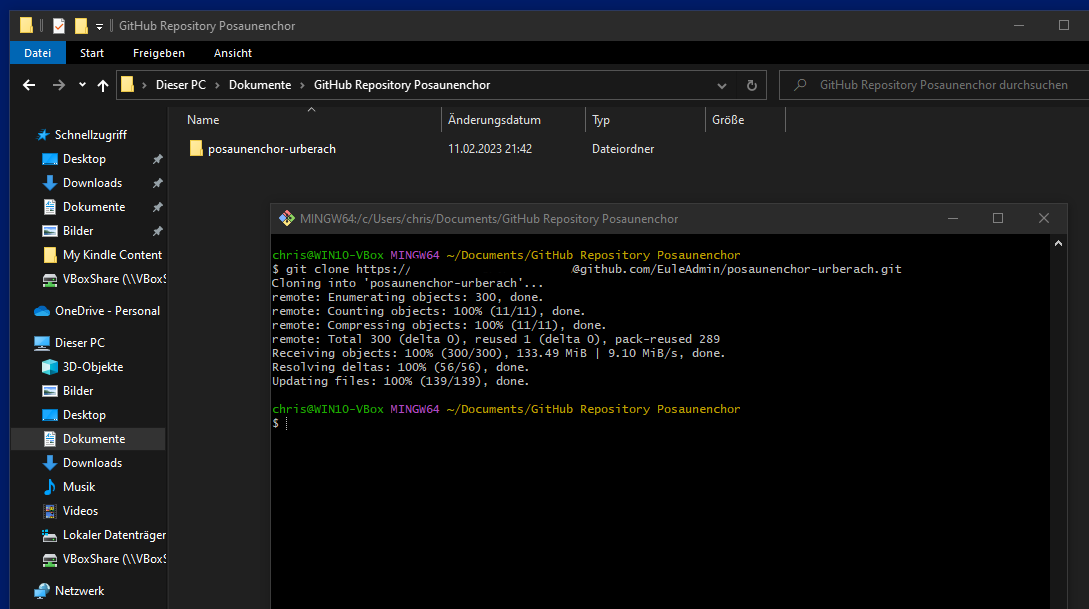 GitHub Repository Posaunenchor
Datei Start Freigeben Ansicht
Dieser PC Dokumente GitHub Repository Posaunenchor
GitHub Repository Posaunenchor durchsuchen
Schnellzugriff
Desktop
Downloads
Dokumente
Bilder
My Kindle Content
VBoxShare (\\VBoxS
OneDrive - Personal
Dieser PC
3D-Objekte
Bilder
Desktop
Dokumente
Downloads
Musik
Videos
Lokaler Datenträger
VBoxShare (\\VBoxS
Netzwerk
Name Änderungsdatum Typ Größe
posaunenchor-urberach 11.02.2023 21:42 Dateiordner
MINGW64:/c/Users/chris/Documents/GitHub Repository Posaunenchor
chris@WIN10-VBox MINGW64 ~/Documents/GitHub Repository Posaunenchor
$ git clone https:// @github.com/EuleAdmin/posaunenchor-urberach.git
Cloning into 'posaunenchor-urberach'...
remote: Enumerating objects: 300, done.
remote: Counting objects: 100% (11/11), done.
remote: Compressing objects: 100% (11/11), done.
remote: Total 300 (delta 0), reused 1 (delta 0), pack-reused 289
Receiving objects: 100% (300/300), 133.49 MiB | 9.10 MiB/s, done.
Resolving deltas: 100% (56/56), done.
Updating files: 100% (139/139), done.
chris@WIN10-VBox MINGW64 ~/Documents/GitHub Repository Posaunenchor
$